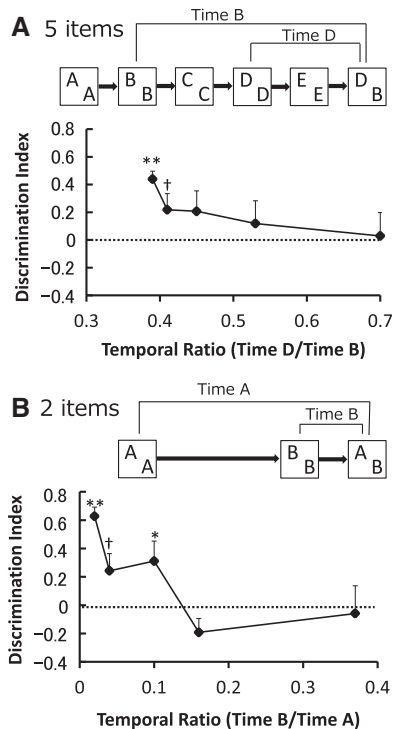 A 5 items
Time B
Time D
A A B B C C D D E E D B
Discrimination Index
0.8
0.6
0.4
0.2
0
−0.2
−0.4
**
†
0.3 0.4 0.5 0.6 0.7
Temporal Ratio (Time D/Time B)
B 2 items
Time A
Time B
A A B B A B
Discrimination Index
0.8
0.6
0.4
0.2
0
−0.2
−0.4
**
†
*
0 0.1 0.2 0.3 0.4
Temporal Ratio (Time B/Time A)